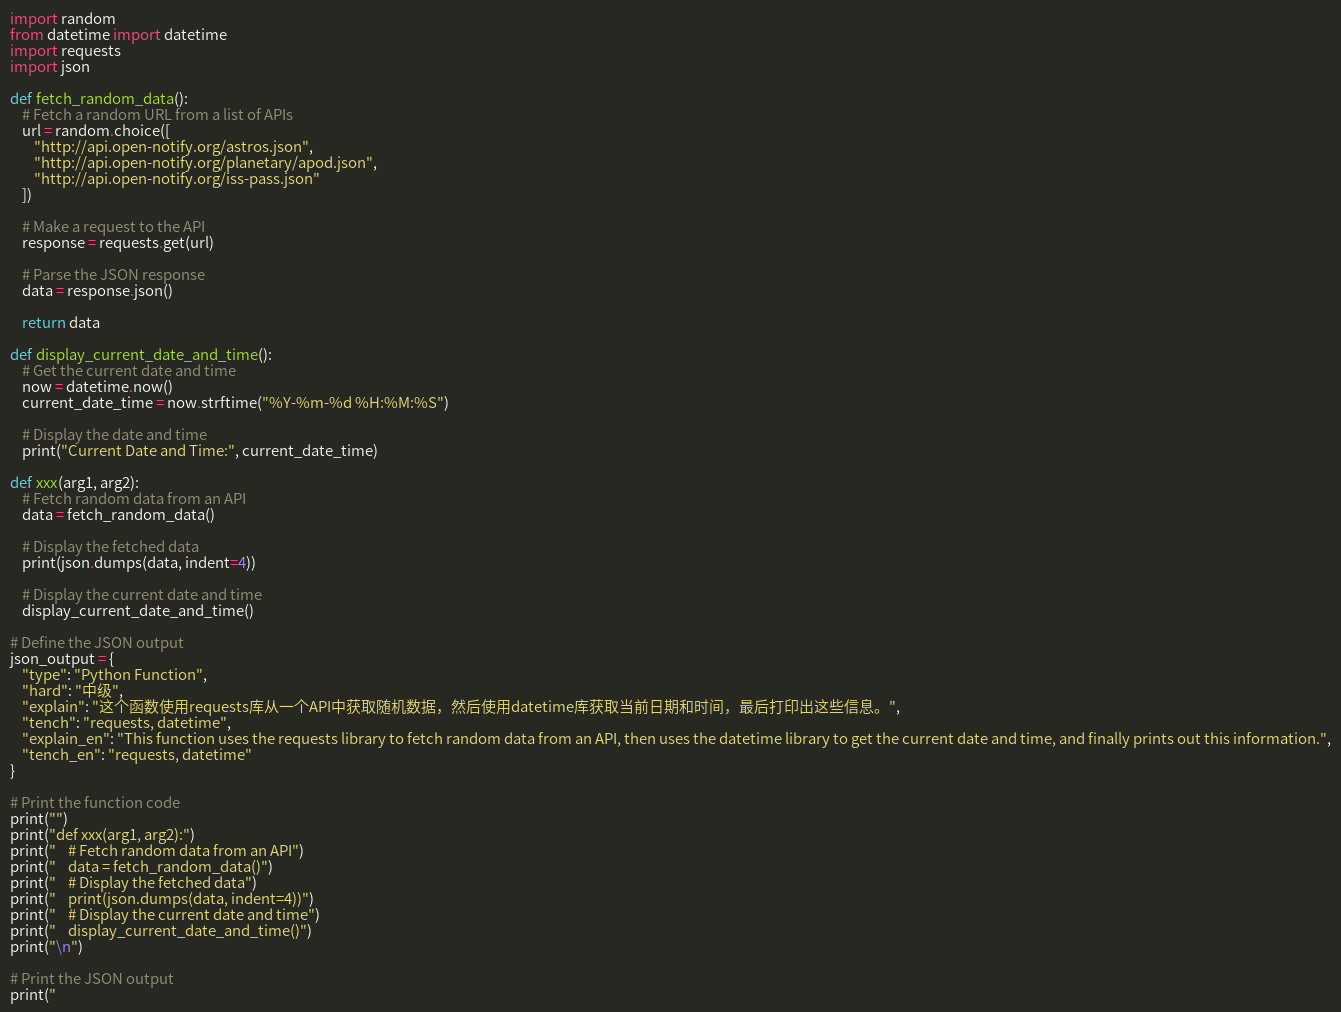 import random
from datetime import datetime
import requests
import json

def fetch_random_data():
    # Fetch a random URL from a list of APIs
    url = random.choice([
        "http://api.open-notify.org/astros.json",
        "http://api.open-notify.org/planetary/apod.json",
        "http://api.open-notify.org/iss-pass.json"
    ])

    # Make a request to the API
    response = requests.get(url)

    # Parse the JSON response
    data = response.json()

    return data

def display_current_date_and_time():
    # Get the current date and time
    now = datetime.now()
    current_date_time = now.strftime("%Y-%m-%d %H:%M:%S")

    # Display the date and time
    print("Current Date and Time:", current_date_time)

def xxx(arg1, arg2):
    # Fetch random data from an API
    data = fetch_random_data()

    # Display the fetched data
    print(json.dumps(data, indent=4))

    # Display the current date and time
    display_current_date_and_time()

# Define the JSON output
json_output = {
    "type": "Python Function",
    "hard": "中级",
    "explain": "这个函数使用requests库从一个API中获取随机数据，然后使用datetime库获取当前日期和时间，最后打印出这些信息。",
    "tench": "requests, datetime",
    "explain_en": "This function uses the requests library to fetch random data from an API, then uses the datetime library to get the current date and time, and finally prints out this information.",
    "tench_en": "requests, datetime"
}

# Print the function code
print("")
print("def xxx(arg1, arg2):")
print("    # Fetch random data from an API")
print("    data = fetch_random_data()")
print("    # Display the fetched data")
print("    print(json.dumps(data, indent=4))")
print("    # Display the current date and time")
print("    display_current_date_and_time()")
print("\n")

# Print the JSON output
print("